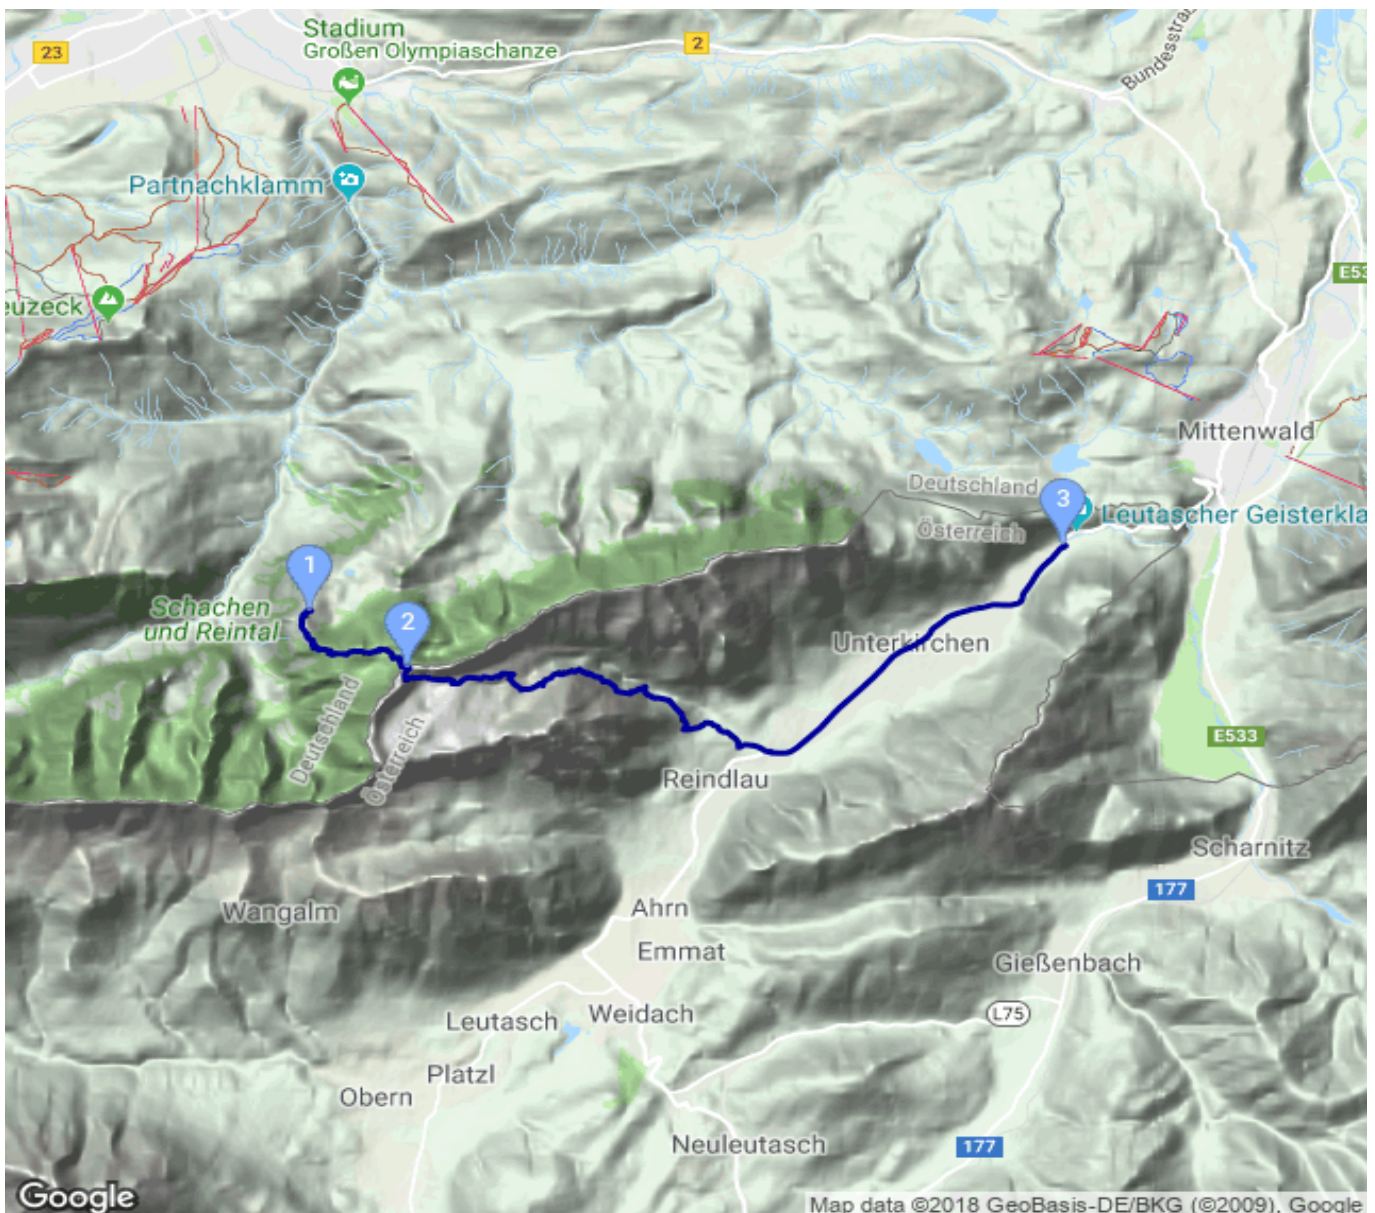 Stadium
Großen Olympiaschanze
23
2
Bundesstraß
Partnachklamm
euzeck
E53
Mittenwald
Deutschland
Österreich
3
Leutascher Geisterkla
1
Schachen
und Reintal
2
Unterkirchen
Deutschland
Österreich
E533
Reindlau
Scharnitz
177
Wangalm
Ahrn
Emmat
Gießenbach
Leutasch
Weidach
L75
Platzl
Obern
Neuleutasch
177
Google
Map data ©2018 GeoBasis-DE/BKG (©2009), Google